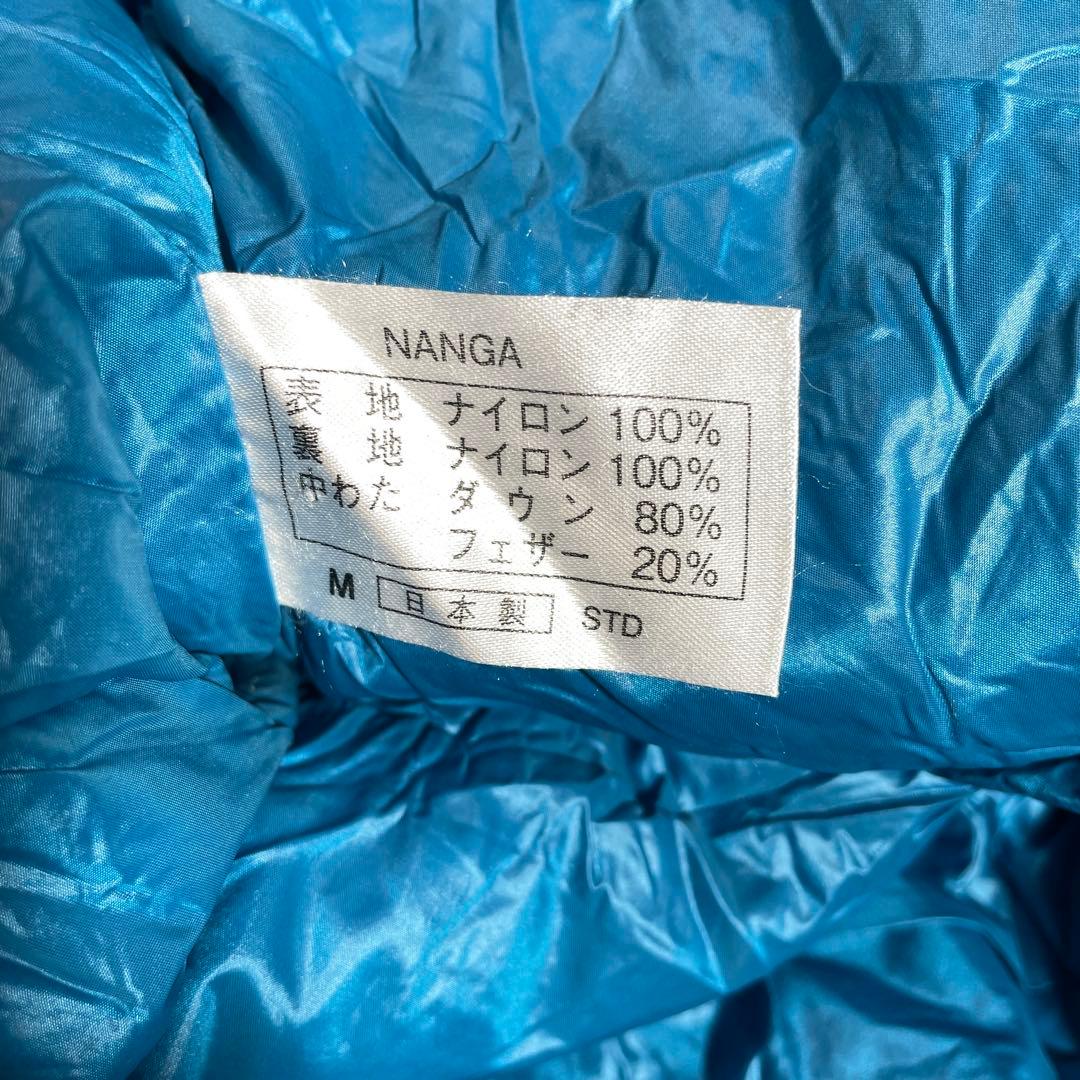 NANGA
表 地 ナイロン 100%
裏 地 ナイロン 100%
中わた ダウン 80%
フェザー 20%
M 日本製 STD